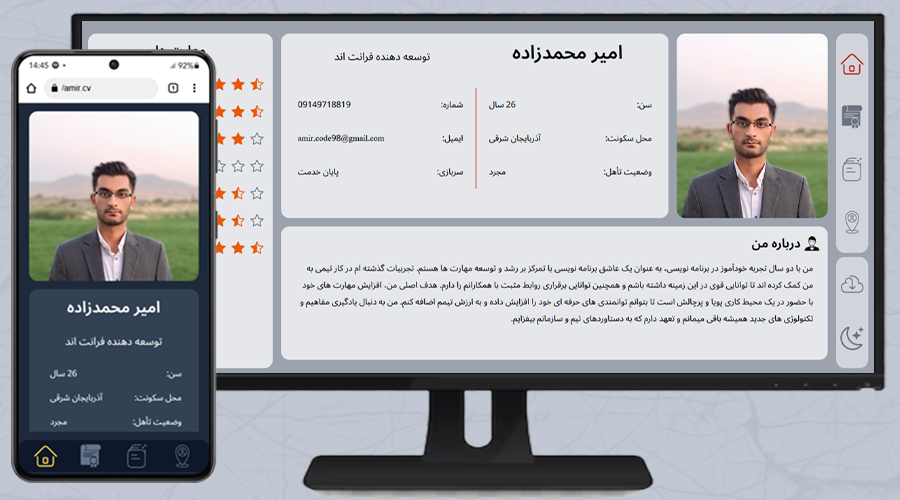 14:45
92%
/amir.cv
1
امیر محمدزاده
توسعه دهنده فرانت اند
سن:
26 سال
محل سکونت:
آذربایجان شرقی
وضعیت تأهل:
مجرد
امیر محمدزاده
توسعه دهنده فرانت اند
سن:
26 سال
شماره:
09149718819
محل سکونت:
آذربایجان شرقی
ایمیل:
amir.code98@gmail.com
وضعیت تأهل:
مجرد
سربازی:
پایان خدمت
درباره من
من با دو سال تجربه خودآموز در برنامه نویسی، به عنوان یک عاشق برنامه نویسی با تمرکز بر رشد و توسعه مهارت ها هستم. تجربیات گذشته ام در کار تیمی به
من کمک کرده اند تا توانایی قوی در این زمینه داشته باشم و همچنین توانایی برقراری روابط مثبت با همکارانم را دارم. هدف اصلی من، افزایش مهارت های خود
با حضور در یک محیط کاری پویا و پرچالش است تا بتوانم توانمندی های حرفه ای خود را افزایش داده و به ارزش تیمم اضافه کنم. من به دنبال یادگیری مفاهیم و
تکنولوژی های جدید همیشه باقی میمانم و تعهد دارم که به دستاوردهای تیم و سازمانم بیفزایم.